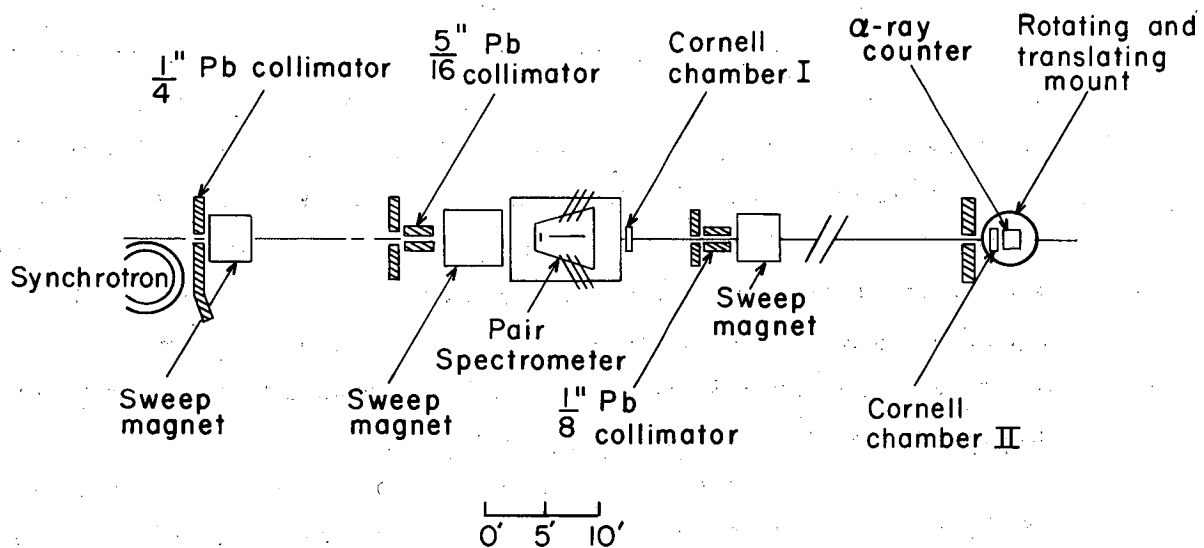 1/4" Pb collimator
5/16" Pb
collimator
Cornell
chamber I
α-ray
counter
Rotating and
translating
mount
Synchrotron
Sweep
magnet
Sweep
magnet
Pair
Spectrometer
1/8" Pb
collimator
Sweep
magnet
Cornell
chamber II
0' 5' 10'